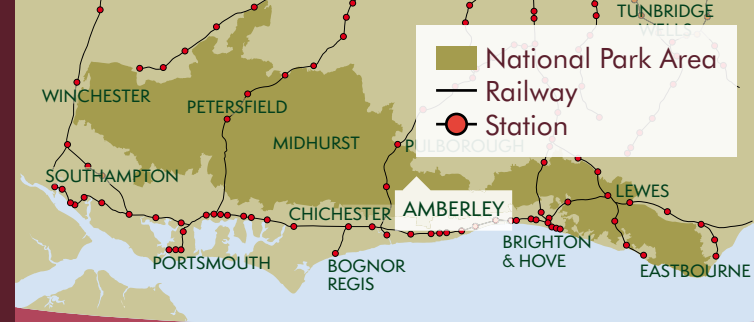 TUNBRIDGE
WELLS
National Park Area
Railway
Station
WINCHESTER
PETERSFIELD
MIDHURST
PULBOROUGH
SOUTHAMPTON
LEWES
CHICHESTER
AMBERLEY
PORTSMOUTH
BOGNOR
REGIS
BRIGHTON
& HOVE
EASTBOURNE